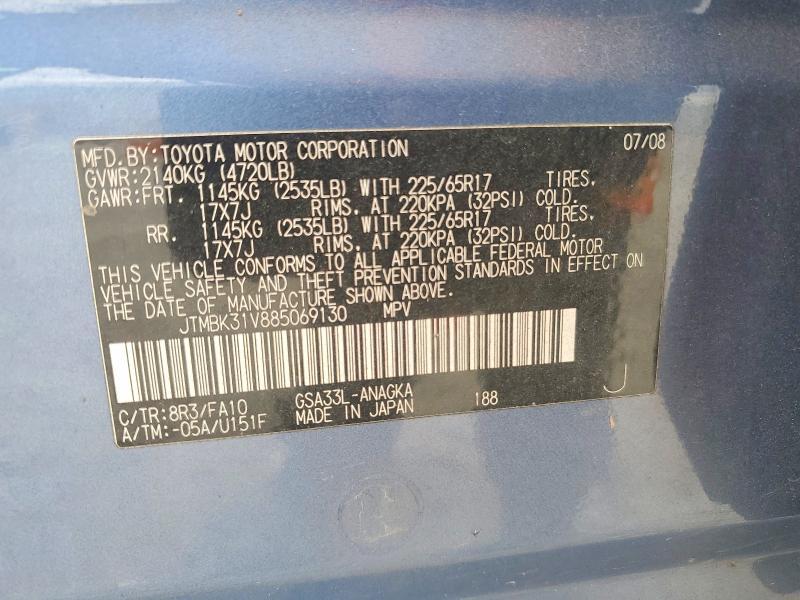 MFD.BY:TOYOTA MOTOR CORPORATION 07/08
GVWR:2140KG (4720LB)
GAWR:FRT. 1145KG (2535LB) WITH 225/65R17 TIRES,
17X7J RIMS, AT 220KPA (32PSI) COLD.
RR. 1145KG (2535LB) WITH 225/65R17 TIRES,
17X7J RIMS, AT 220KPA (32PSI) COLD.
THIS VEHICLE CONFORMS TO ALL APPLICABLE FEDERAL MOTOR
VEHICLE SAFETY AND THEFT PREVENTION STANDARDS IN EFFECT ON
THE DATE OF MANUFACTURE SHOWN ABOVE.
JTMBK31V885069130 MPV
C/TR:8R3/FA10 GSA33L-ANAGKA 188 J
A/TM:-05A/U151F MADE IN JAPAN